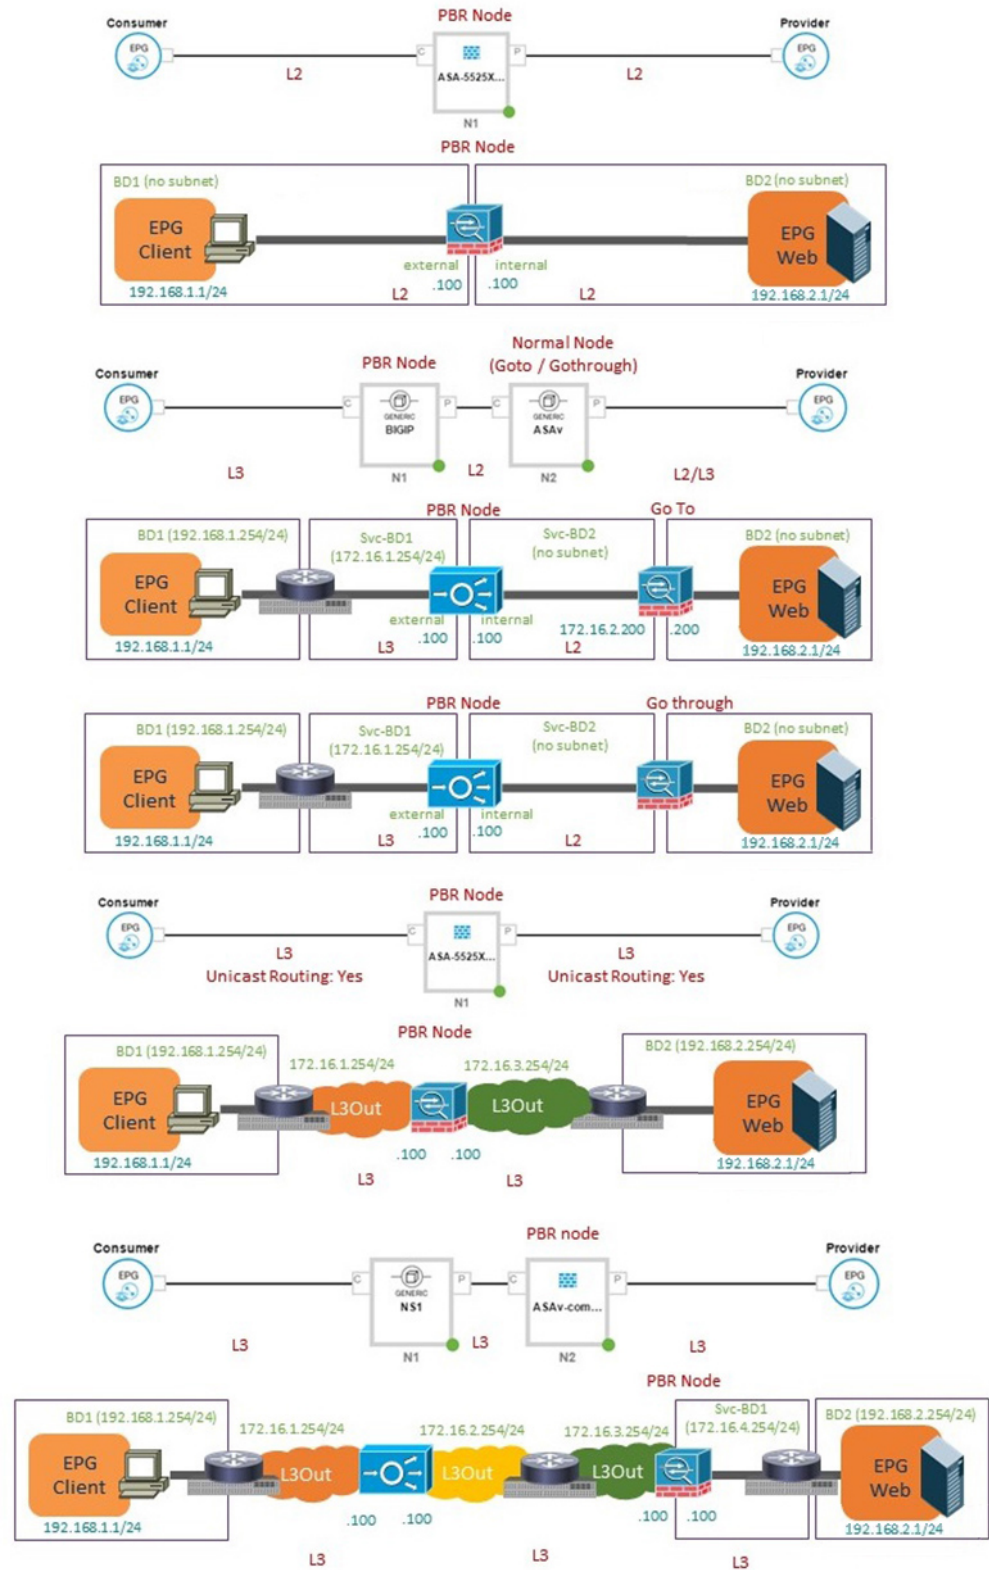 PBR Node
Consumer
Provider
EPG
C
P
EPG
ASA-5525X...
L2
L2
N1
PBR Node
BD1 (no subnet)
BD2 (no subnet)
EPG
Client
EPG
Web
external
internal
192.168.1.1/24
L2
.100
.100
L2
192.168.2.1/24
Normal Node
(Goto / Gothrough)
PBR Node
Consumer
Provider
EPG
C
P
C
P
EPG
GENERIC
BIGIP
GENERIC
ASAv
L3
N1
L2
N2
L2/L3
PBR Node
Go To
BD1 (192.168.1.254/24)
Svc-BD1
(172.16.1.254/24)
Svc-BD2
(no subnet)
BD2 (no subnet)
EPG
Client
EPG
Web
external
internal
.100
.100
172.16.2.200
.200
192.168.1.1/24
L3
L2
192.168.2.1/24
PBR Node
Go through
BD1 (192.168.1.254/24)
Svc-BD1
(172.16.1.254/24)
Svc-BD2
(no subnet)
BD2 (no subnet)
EPG
Client
EPG
Web
external
internal
.100
.100
192.168.1.1/24
L3
L2
192.168.2.1/24
PBR Node
Consumer
Provider
EPG
C
P
EPG
ASA-5525X...
L3
Unicast Routing: Yes
L3
Unicast Routing: Yes
N1
PBR Node
BD1 (192.168.1.254/24)
172.16.1.254/24
172.16.3.254/24
BD2 (192.168.2.254/24)
EPG
Client
L3Out
L3Out
EPG
Web
192.168.1.1/24
.100
.100
192.168.2.1/24
L3
L3
PBR node
Consumer
Provider
EPG
C
P
C
P
EPG
GENERIC
NS1
ASAv-com...
L3
N1
L3
N2
L3
PBR Node
BD1 (192.168.1.254/24)
172.16.1.254/24
172.16.2.254/24
172.16.3.254/24
Svc-BD1
(172.16.4.254/24)
BD2 (192.168.2.254/24)
EPG
Client
L3Out
L3Out
L3Out
EPG
Web
192.168.1.1/24
.100
.100
.100
.100
192.168.2.1/24
L3
L3
L3